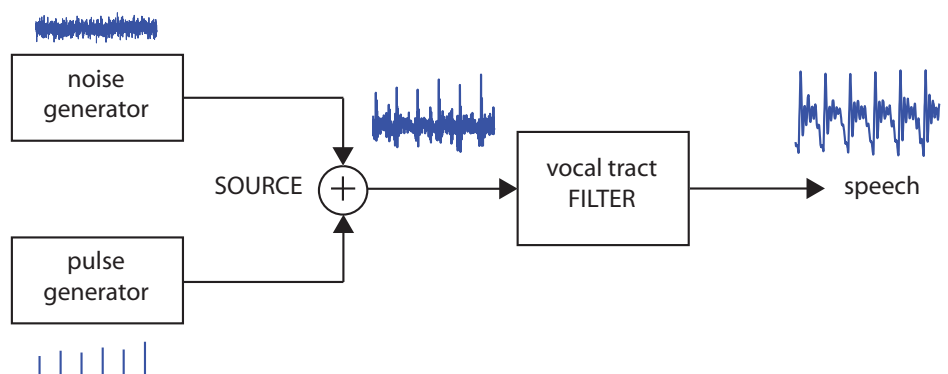 noise
generator
SOURCE
+
vocal tract
FILTER
speech
pulse
generator